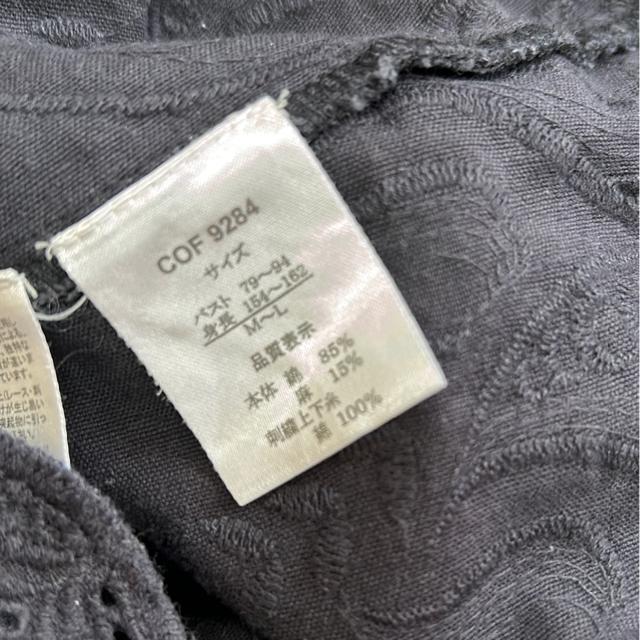 COF 9284
サイズ
バスト 79～94
身長 154～162
M～L
品質表示
本体 綿 85%
麻 15%
刺繍上下糸
綿 100%